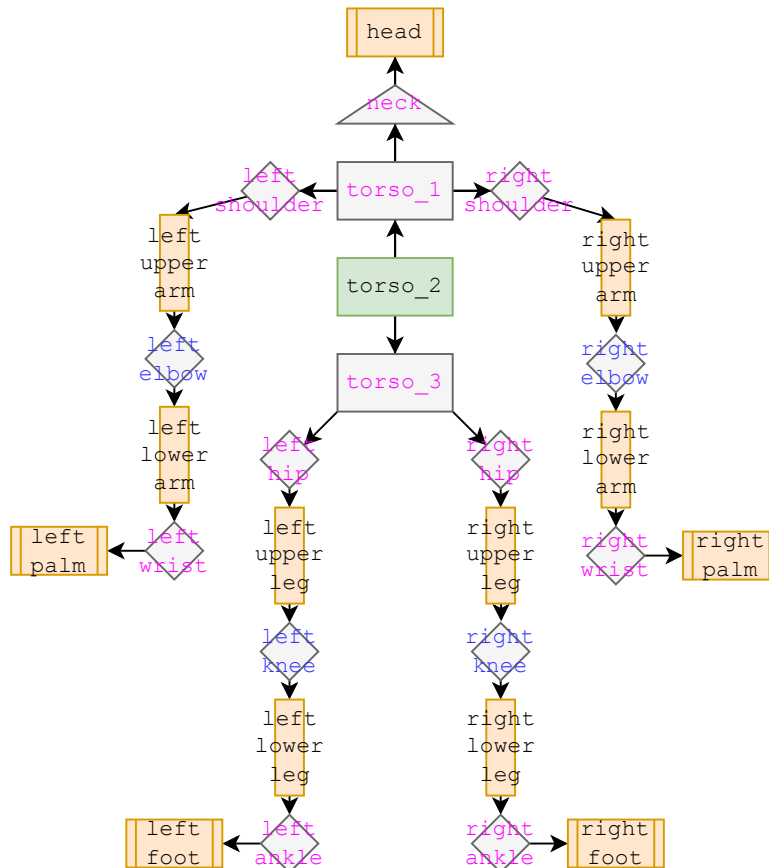 head
neck
left
shoulder
torso_1
right
shoulder
left
upper
arm
torso_2
right
upper
arm
left
elbow
torso_3
right
elbow
left
lower
arm
left
hip
right
hip
right
lower
arm
left
palm
left
wrist
left
upper
leg
right
upper
leg
right
wrist
right
palm
left
knee
right
knee
left
lower
leg
right
lower
leg
left
foot
left
ankle
right
ankle
right
foot